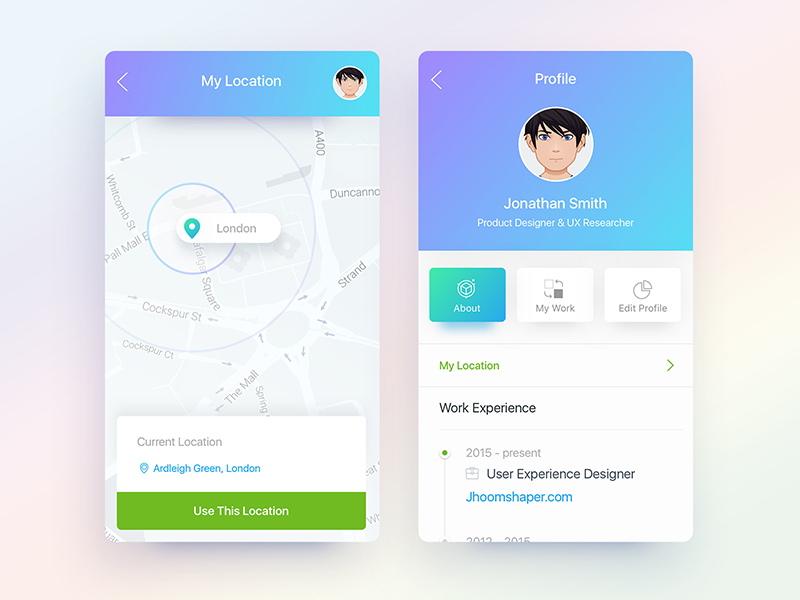 My Location
A400
Duncanno
Whitcomb St
Pall Mall E
London
Trafalgar Square
Strand
Cockspur St
Cockspur Ct
The Mall
Spring
Current Location
Ardleigh Green, London
Use This Location
Profile
Jonathan Smith
Product Designer & UX Researcher
About
My Work
Edit Profile
My Location
Work Experience
2015 - present
User Experience Designer
Jhoomshaper.com
2012 - 2015